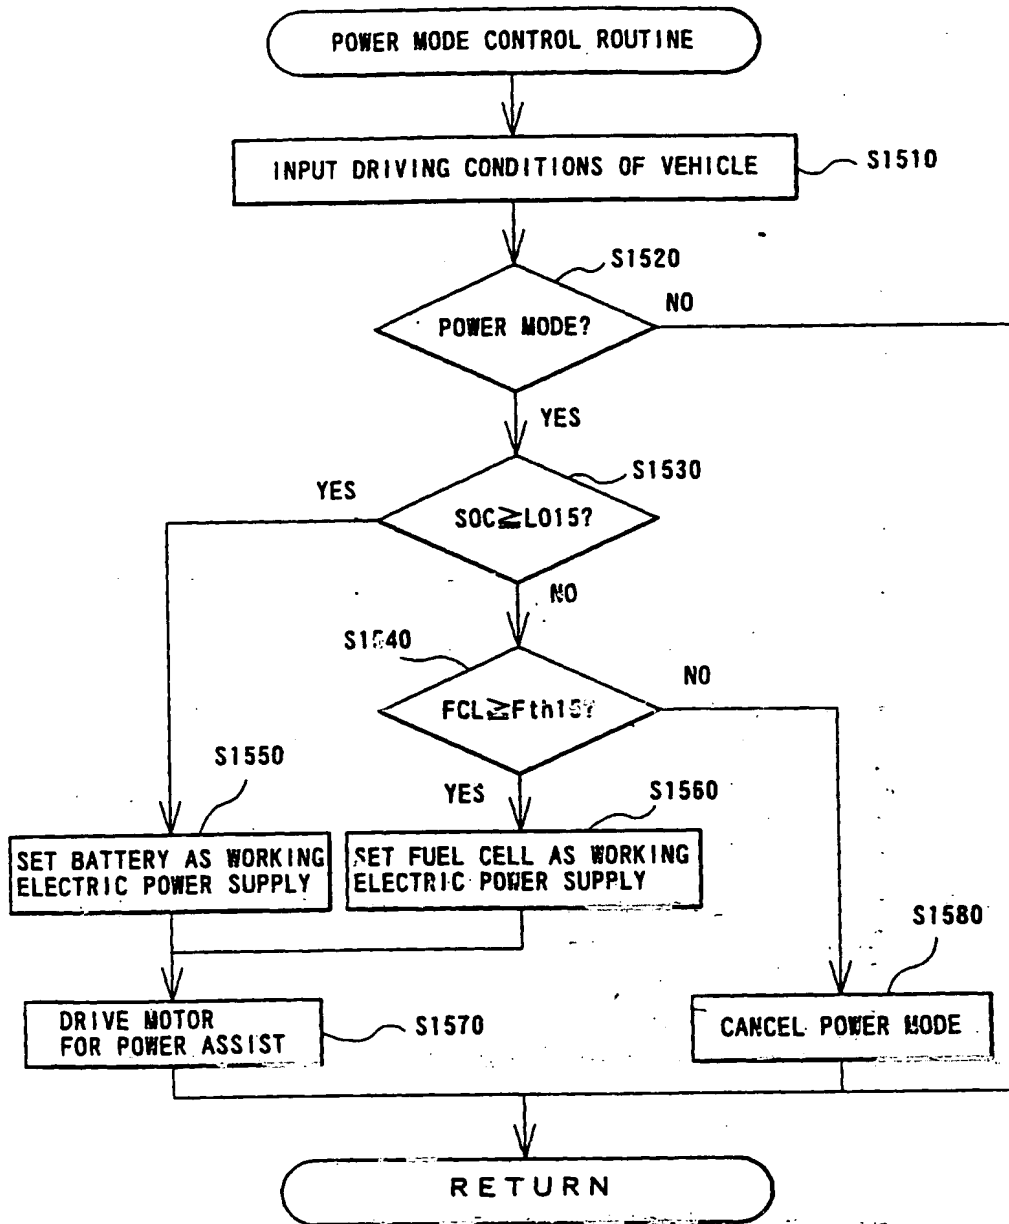 POWER MODE CONTROL ROUTINE
INPUT DRIVING CONDITIONS OF VEHICLE
S1510
S1520
POWER MODE?
NO
YES
S1530
YES
SOC≧LO15?
NO
S1540
NO
FCL≧Fth15?
S1550
YES
S1560
SET BATTERY AS WORKING
ELECTRIC POWER SUPPLY
SET FUEL CELL AS WORKING
ELECTRIC POWER SUPPLY
S1580
DRIVE MOTOR
FOR POWER ASSIST
S1570
CANCEL POWER MODE
RETURN